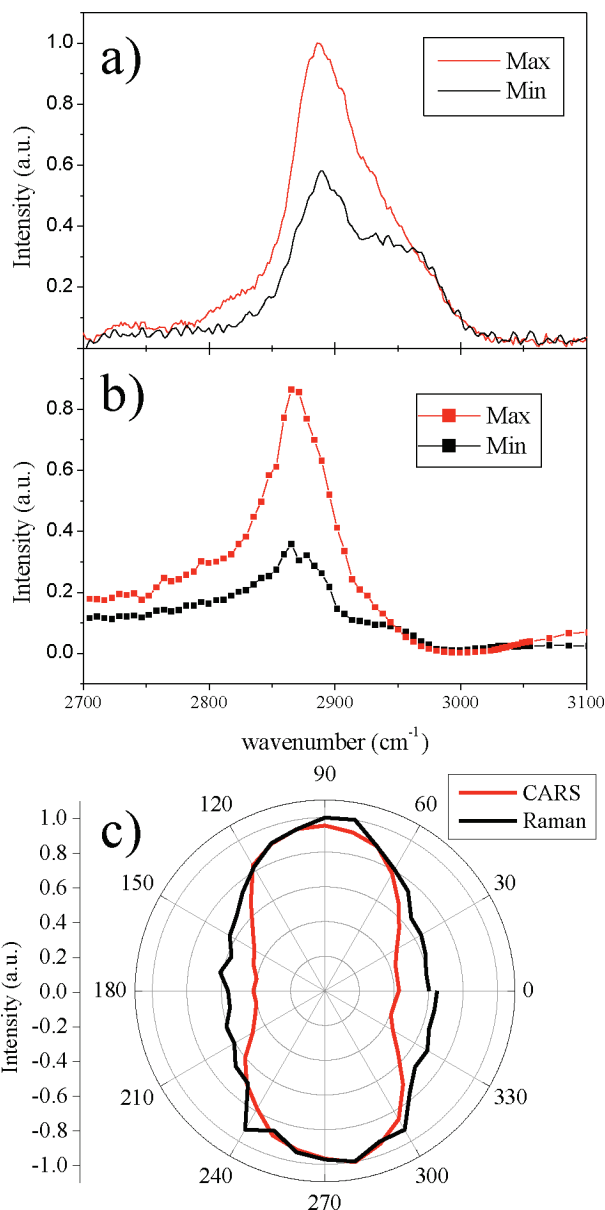 a)
Max
Min
Intensity (a.u.)
1.0
0.8
0.6
0.4
0.2
b)
Max
Min
Intensity (a.u.)
0.8
0.6
0.4
0.2
0.0
2700 2800 2900 3000 3100
wavenumber (cm⁻¹)
c)
CARS
Raman
Intensity (a.u.)
1.0
0.8
0.6
0.4
0.2
0.0
-0.2
-0.4
-0.6
-0.8
-1.0
90
120 60
150 30
180 0
210 330
240 300
270